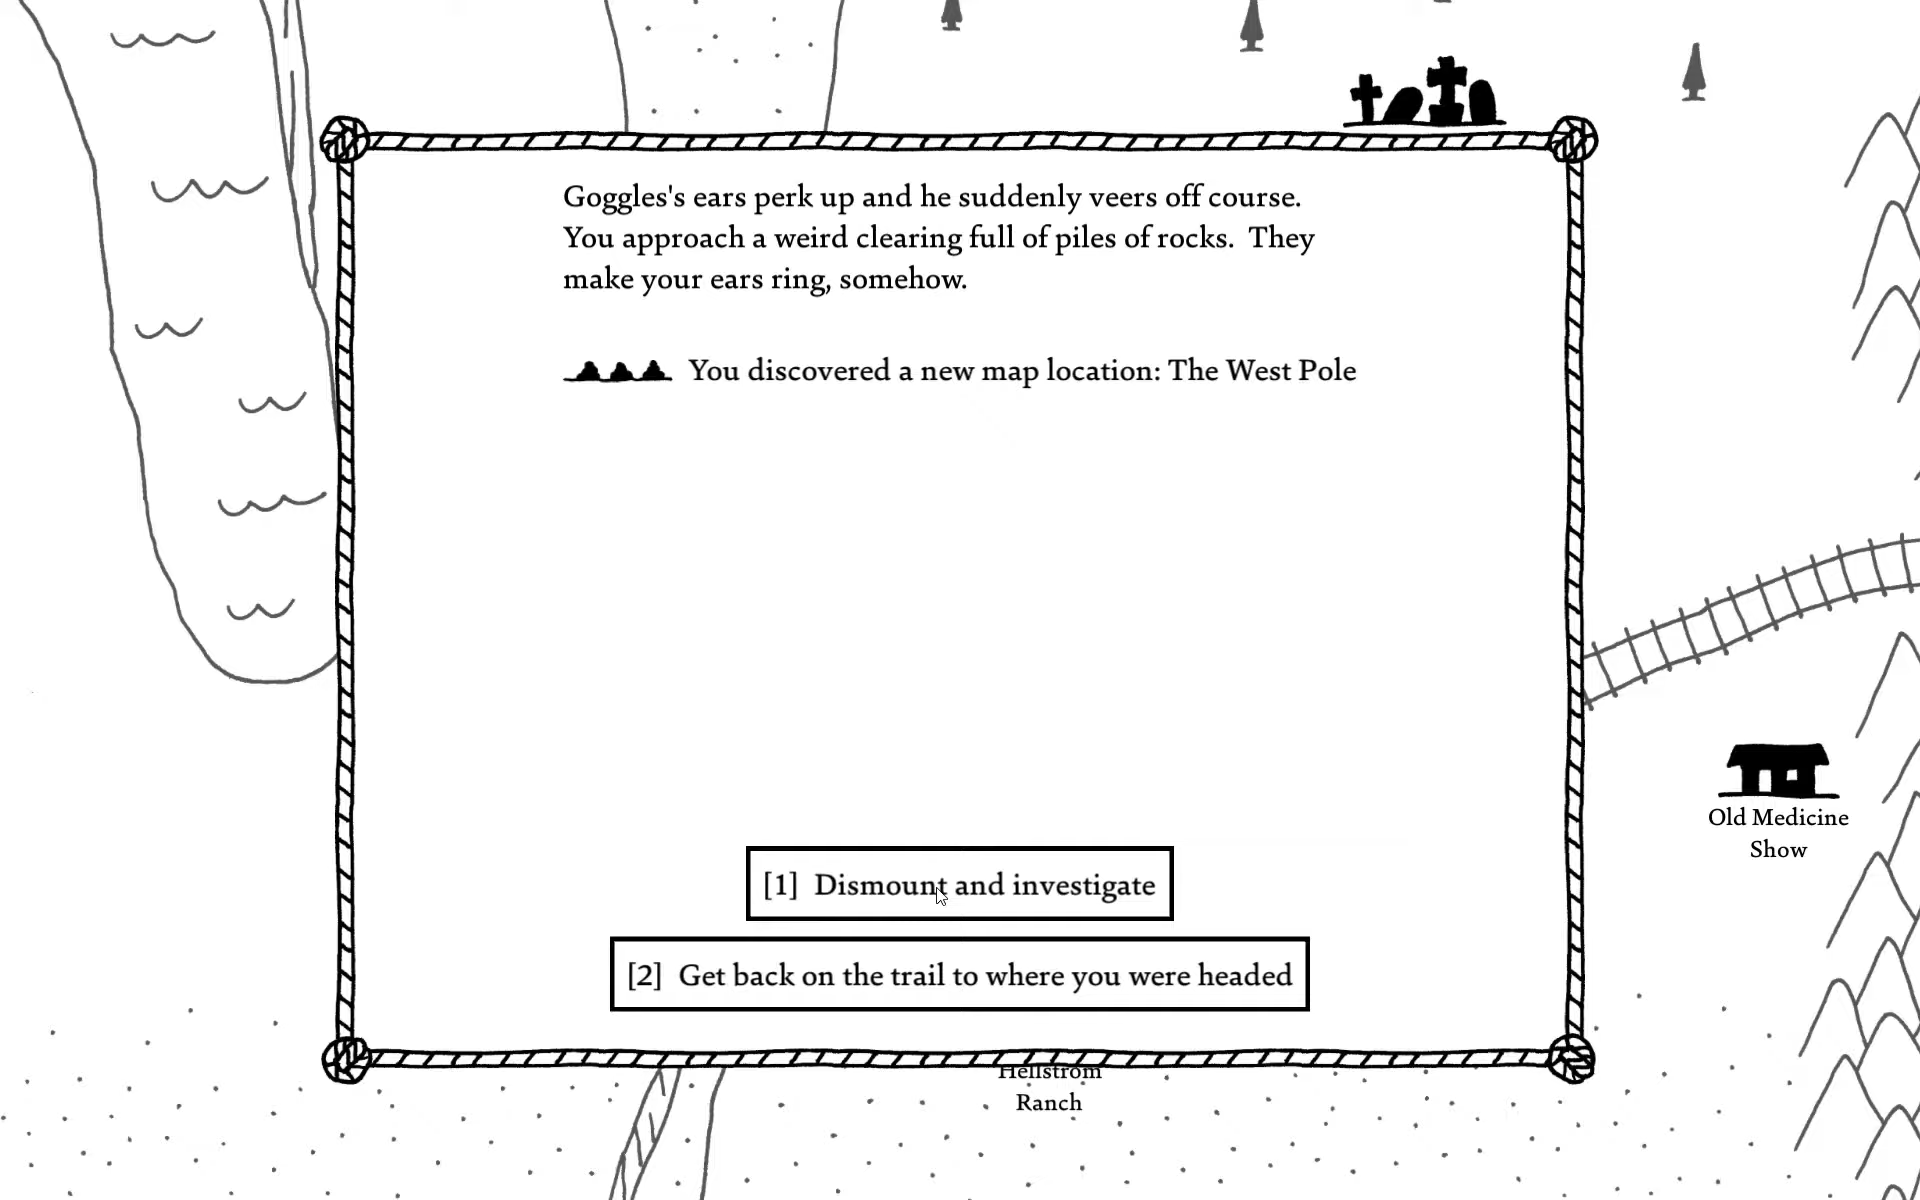 Goggles's ears perk up and he suddenly veers off course.
You approach a weird clearing full of piles of rocks.  They
make your ears ring, somehow.
You discovered a new map location: The West Pole
[1]  Dismount and investigate
[2]  Get back on the trail to where you were headed
Old Medicine
Show
Hellstrom
Ranch